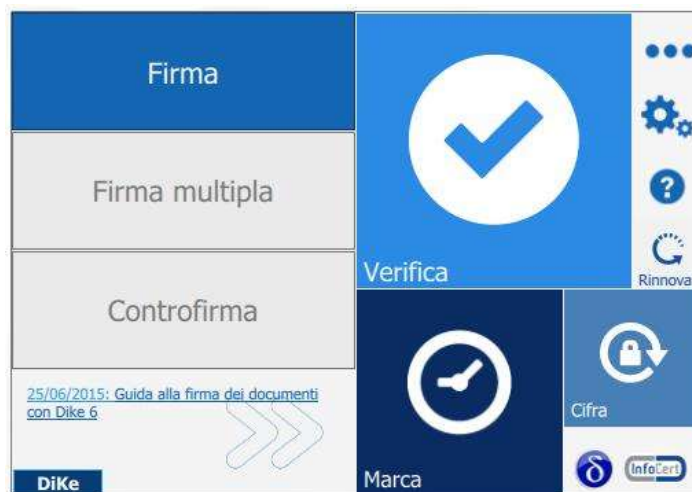 Firma
Firma multipla
Controfirma
25/06/2015: Guida alla firma dei documenti
con Dike 6
DiKe
Verifica
Marca
Rinnova
Cifra
δ
InfoCert